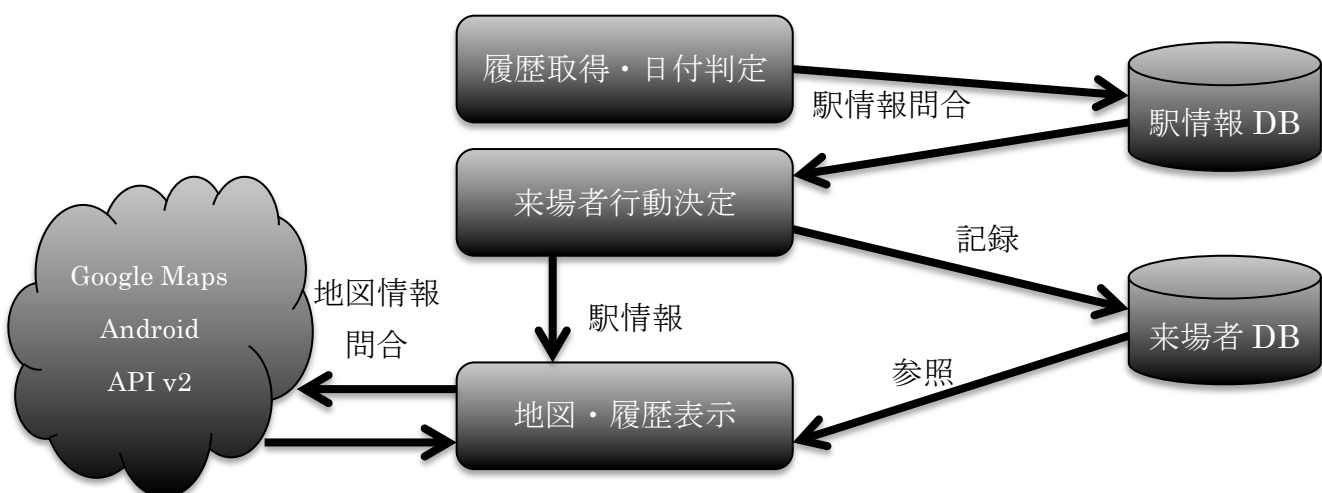 履歴取得・日付判定
駅情報問合
駅情報 DB
来場者行動決定
記録
Google Maps
Android
API v2
地図情報
問合
駅情報
来場者 DB
参照
地図・履歴表示